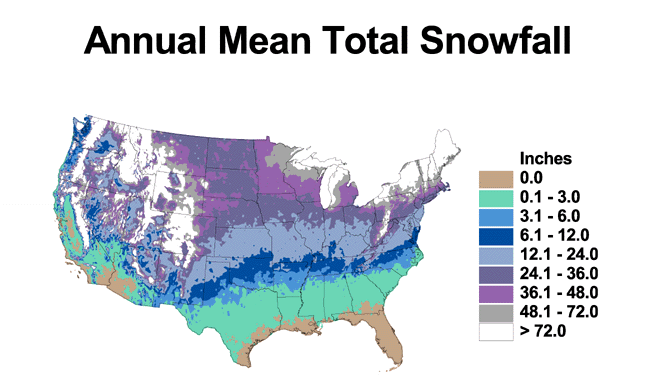 Annual Mean Total Snowfall
Inches
0.0
0.1 - 3.0
3.1 - 6.0
6.1 - 12.0
12.1 - 24.0
24.1 - 36.0
36.1 - 48.0
48.1 - 72.0
> 72.0